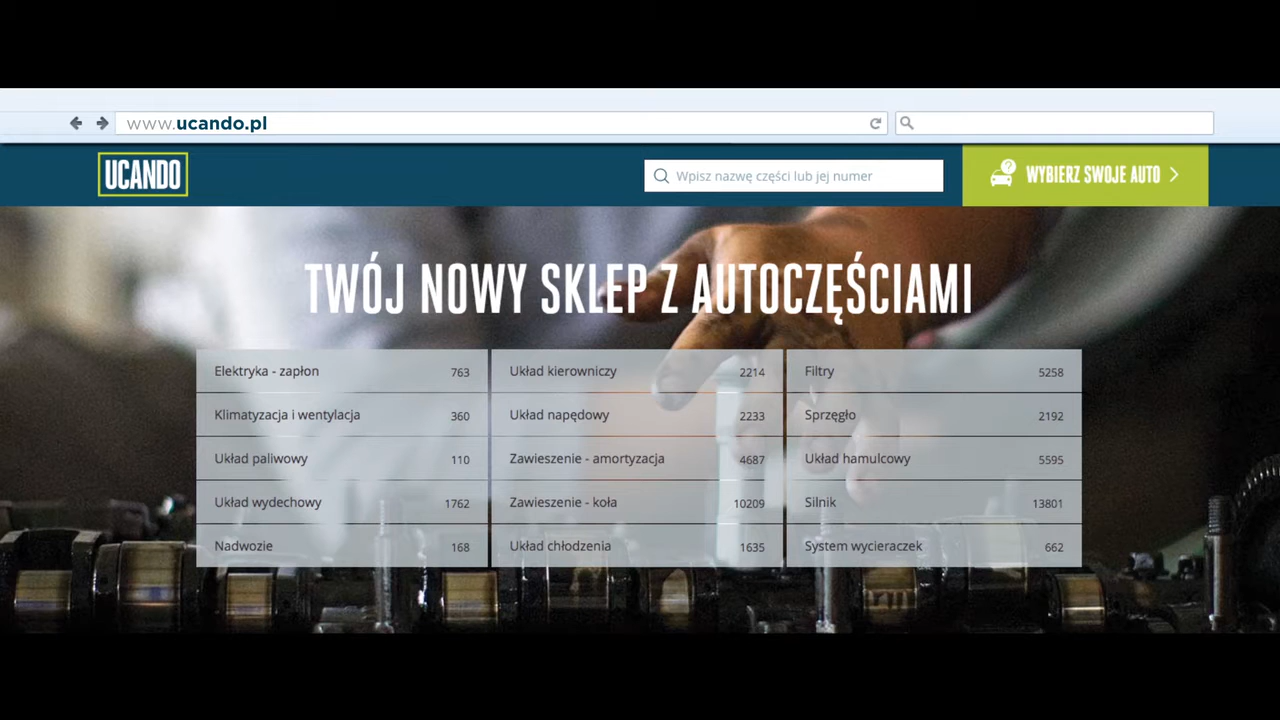 www.ucando.pl
UCANDO
Wpisz nazwę części lub jej numer
WYBIERZ SWOJE AUTO
TWÓJ NOWY SKLEP Z AUTOCZĘŚCIAMI
Elektryka - zapłon 763
Układ kierowniczy 2214
Filtry 5258
Klimatyzacja i wentylacja 360
Układ napędowy 2233
Sprzęgło 2192
Układ paliwowy 110
Zawieszenie - amortyzacja 4687
Układ hamulcowy 5595
Układ wydechowy 1762
Zawieszenie - koła 10209
Silnik 13801
Nadwozie 168
Układ chłodzenia 1635
System wycieraczek 662